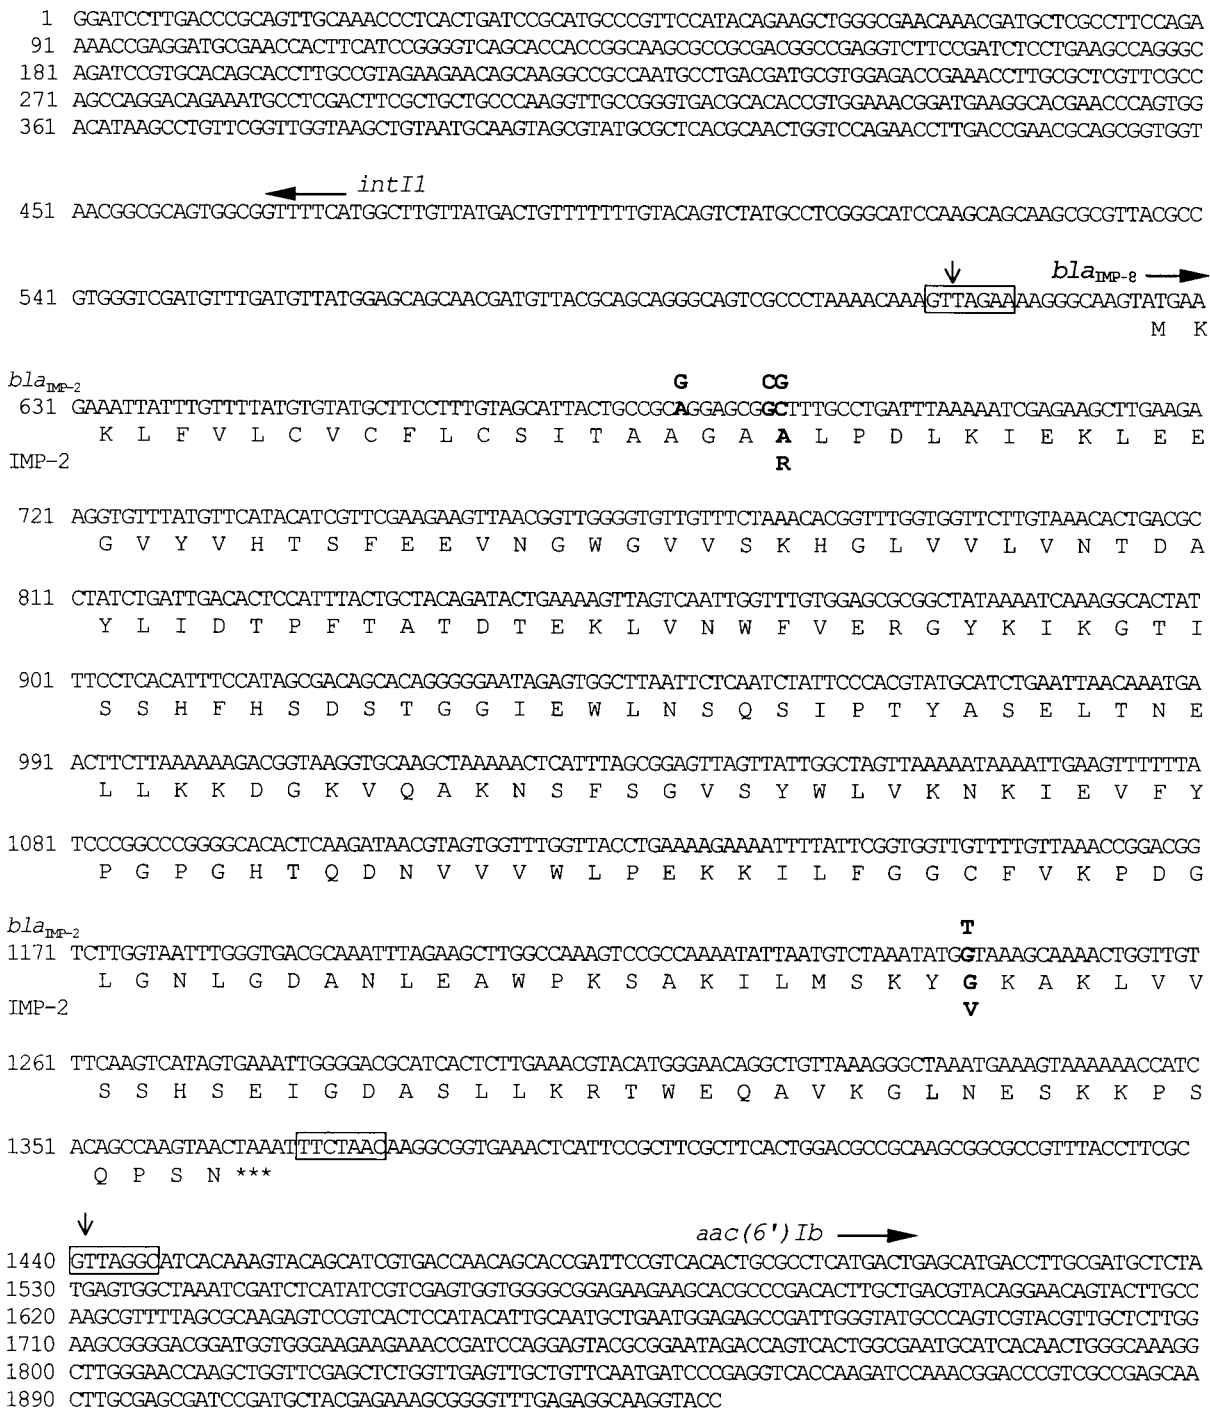 1 GGATCCTTGACCCGCAGTTGCAAACCCTCACTGATCCGCATGCCCGTTCCATACAGAAGCTGGGCGAACAAACGATGCTCGCCTTCCAGA
91 AAACCGAGGATGCGAACCACTTCATCCGGGGTCAGCACCACCGGCAAGCGCCGCGACGGCCGAGGTCTTCCGATCTCCTGAAGCCAGGGC
181 AGATCCGTGCACAGCACCTTGCCGTAGAAGAACAGCAAGGCCGCCAATGCCTGACGATGCGTGGAGACCGAAACCTTGCGCTCGTTCGCC
271 AGCCAGGACAGAAATGCCTCGACTTCGCTGCTGCCCAAGGTTGCCGGGTGACGCACACCGTGGAAACGGATGAAGGCACGAACCCAGTGG
361 ACATAAGCCTGTTCGGTTGGTAAGCTGTAATGCAAGTAGCGTATGCGCTCACGCAACTGGTCCAGAACCTTGACCGAACGCAGCGGTGGT
intI1
451 AACGGCGCAGTGGCGGTTTTCATGGCTTGTTATGACTGTTTTTTTGTACAGTCTATGCCTCGGGCATCCAAGCAGCAAGCGCGTTACGCC
bla IMP-8
541 GTGGGTCGATGTTTGATGTTATGGAGCAGCAACGATGTTACGCAGCAGGGCAGTCGCCCTAAAACAAAGTTAGAAAAGGGCAAGTATGAA
M K
bla IMP-2 G CG
631 GAAATTATTTGTTTTATGTGTATGCTTCCTTTGTAGCATTACTGCCGCAGGAGCGGCTTTGCCTGATTTAAAAATCGAGAAGCTTGAAGA
K L F V L C V C F L C S I T A A G A A L P D L K I E K L E E
IMP-2 R
721 AGGTGTTTATGTTCATACATCGTTCGAAGAAGTTAACGGTTGGGGTGTTGTTTCTAAACACGGTTTGGTGGTTCTTGTAAACACTGACGC
G V Y V H T S F E E V N G W G V V S K H G L V V L V N T D A
811 CTATCTGATTGACACTCCATTTACTGCTACAGATACTGAAAAGTTAGTCAATTGGTTTGTGGAGCGCGGCTATAAAATCAAAGGCACTAT
Y L I D T P F T A T D T E K L V N W F V E R G Y K I K G T I
901 TTCCTCACATTTCCATAGCGACAGCACAGGGGGAATAGAGTGGCTTAATTCTCAATCTATTCCCACGTATGCATCTGAATTAACAAATGA
S S H F H S D S T G G I E W L N S Q S I P T Y A S E L T N E
991 ACTTCTTAAAAAAGACGGTAAGGTGCAAGCTAAAAACTCATTTAGCGGAGTTAGTTATTGGCTAGTTAAAAATAAAATTGAAGTTTTTTA
L L K K D G K V Q A K N S F S G V S Y W L V K N K I E V F Y
1081 TCCCGGCCCGGGGCACACTCAAGATAACGTAGTGGTTTGGTTACCTGAAAAGAAAATTTTATTCGGTGGTTGTTTTGTTAAACCGGACGG
P G P G H T Q D N V V V W L P E K K I L F G G C F V K P D G
bla IMP-2 T
1171 TCTTGGTAATTTGGGTGACGCAAATTTAGAAGCTTGGCCAAAGTCCGCCAAAATATTAATGTCTAAATATGGTAAAGCAAAACTGGTTGT
L G N L G D A N L E A W P K S A K I L M S K Y G K A K L V V
IMP-2 V
1261 TTCAAGTCATAGTGAAATTGGGGACGCATCACTCTTGAAACGTACATGGGAACAGGCTGTTAAAGGGCTAAATGAAAGTAAAAAACCATC
S S H S E I G D A S L L K R T W E Q A V K G L N E S K K P S
1351 ACAGCCAAGTAACTAAATTTCTAACAAGGCGGTGAAACTCATTCCGCTTCGCTTCACTGGACGCCGCAAGCGGCGCCGTTTACCTTCGC
Q P S N ***
aac(6')Ib
1440 GTTAGGCATCACAAAGTACAGCATCGTGACCAACAGCACCGATTCCGTCACACTGCGCCTCATGACTGAGCATGACCTTGCGATGCTCTA
1530 TGAGTGGCTAAATCGATCTCATATCGTCGAGTGGTGGGGCGGAGAAGAAGCACGCCCGACACTTGCTGACGTACAGGAACAGTACTTGCC
1620 AAGCGTTTTAGCGCAAGAGTCCGTCACTCCATACATTGCAATGCTGAATGGAGAGCCGATTGGGTATGCCCAGTCGTACGTTGCTCTTGG
1710 AAGCGGGGACGGATGGTGGGAAGAAGAAACCGATCCAGGAGTACGCGGAATAGACCAGTCACTGGCGAATGCATCACAACTGGGCAAAGG
1800 CTTGGGAACCAAGCTGGTTCGAGCTCTGGTTGAGTTGCTGTTCAATGATCCCGAGGTCACCAAGATCCAAACGGACCCGTCGCCGAGCAA
1890 CTTGCGAGCGATCCGATGCTACGAGAAAGCGGGGTTTGAGAGGCAAGGTACC